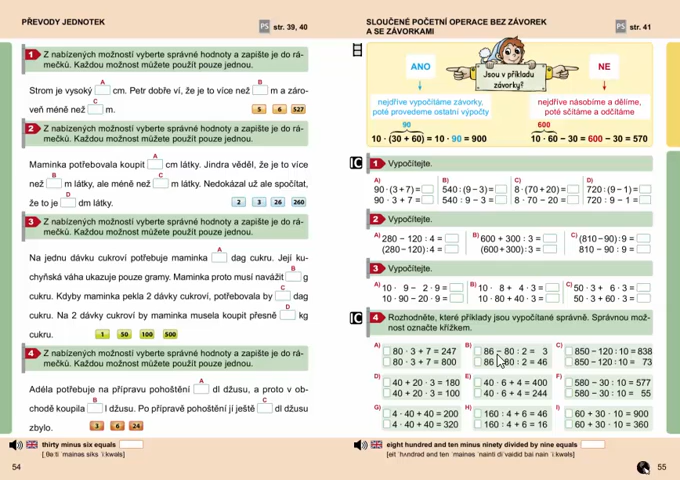 PŘEVODY JEDNOTEK
PS str. 39, 40
1 Z nabízených možností vyberte správné hodnoty a zapište je do rá-
mečků. Každou možnost můžete použít pouze jednou.
Strom je vysoký A cm. Petr dobře ví, že je to více než B m a záro-
veň méně než C m.
5 6 527
2 Z nabízených možností vyberte správné hodnoty a zapište je do rá-
mečků. Každou možnost můžete použít pouze jednou.
Maminka potřebovala koupit A cm látky. Jindra věděl, že je to více
než B m látky, ale méně než C m látky. Nedokázal už ale spočítat,
že to je D dm látky.
2 3 26 260
3 Z nabízených možností vyberte správné hodnoty a zapište je do rá-
mečků. Každou možnost můžete použít pouze jednou.
Na jednu dávku cukroví potřebuje maminka A dag cukru. Její ku-
chyňská váha ukazuje pouze gramy. Maminka proto musí navážit B g
cukru. Kdyby maminka pekla 2 dávky cukroví, potřebovala by C dag
cukru. Na 2 dávky cukroví by maminka musela koupit přesně D kg
cukru.
1 50 100 500
4 Z nabízených možností vyberte správné hodnoty a zapište je do rá-
mečků. Každou možnost můžete použít pouze jednou.
Adéla potřebuje na přípravu pohoštění A dl džusu, a proto v ob-
chodě koupila B l džusu. Po přípravě pohoštění jí ještě C dl džusu
zbylo.
3 6 24
thirty minus six equals
54
SLOUČENÉ POČETNÍ OPERACE BEZ ZÁVOREK
A SE ZÁVORKAMI
PS str. 41
ANO
Jsou v příkladu
závorky?
NE
nejdříve vypočítáme závorky,
poté provedeme ostatní výpočty
nejdříve násobíme a dělíme,
poté sčítáme a odčítáme
90
10 · (30 + 60) = 10 · 90 = 900
600
10 · 60 – 30 = 600 – 30 = 570
1 Vypočítejte.
A) B) C) D)
90 · (3 + 7) = 540 : (9 – 3) = 8 · (70 + 20) = 720 : (9 – 1) =
90 · 3 + 7 = 540 : 9 – 3 = 8 · 70 – 20 = 720 : 9 – 1 =
2 Vypočítejte.
A) 280 – 120 : 4 = B) 600 + 300 : 3 = C) (810 – 90) : 9 =
(280 – 120) : 4 = (600 + 300) : 3 = 810 – 90 : 9 =
3 Vypočítejte.
A) 10 · 9 – 2 · 9 = B) 10 · 8 + 4 · 3 = C) 50 · 3 + 6 · 3 =
10 · 90 – 20 · 9 = 10 · 80 + 40 · 3 = 50 · 3 + 60 · 3 =
4 Rozhodněte, které příklady jsou vypočítané správně. Správnou mož-
nost označte křížkem.
A) 80 · 3 + 7 = 247 B) 86 – 80 : 2 = 3 C) 850 – 120 : 10 = 838
80 · 3 + 7 = 800 86 – 80 : 2 = 46 850 – 120 : 10 = 73
D) 40 + 20 · 3 = 180 E) 40 · 6 + 4 = 400 F) 580 – 30 : 10 = 577
40 + 20 · 3 = 100 40 · 6 + 4 = 244 580 – 30 : 10 = 55
G) 4 · 40 + 40 = 200 H) 160 : 4 + 6 = 46 I) 60 + 30 · 10 = 900
4 · 40 + 40 = 320 160 : 4 + 6 = 16 60 + 30 · 10 = 360
eight hundred and ten minus ninety divided by nine equals
55